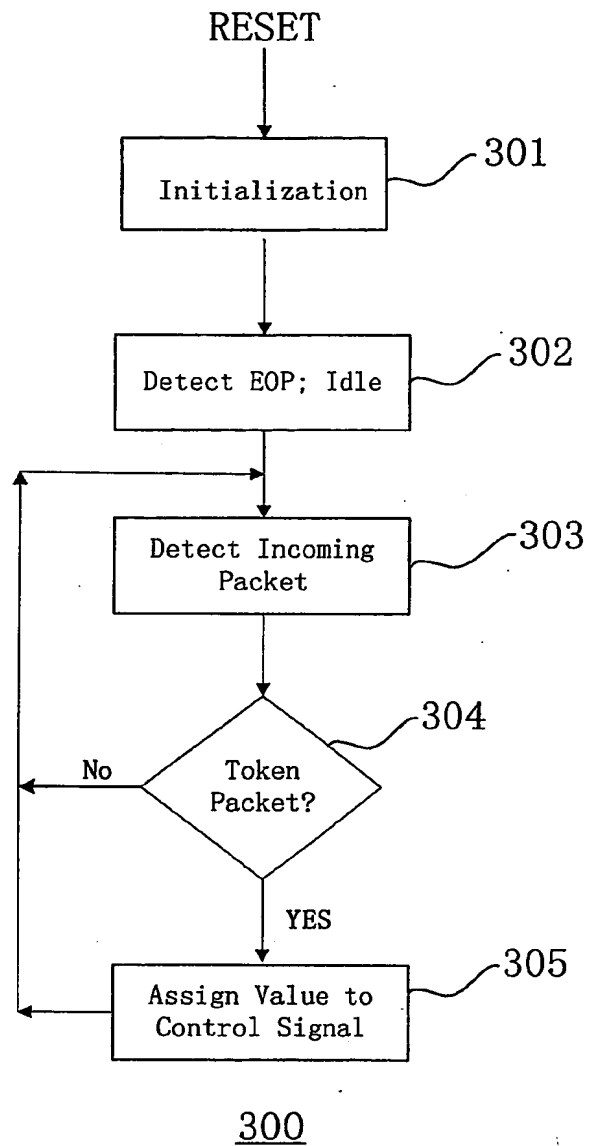 RESET
301
Initialization
302
Detect EOP; Idle
303
Detect Incoming
Packet
304
Token
Packet?
No
YES
305
Assign Value to
Control Signal
300